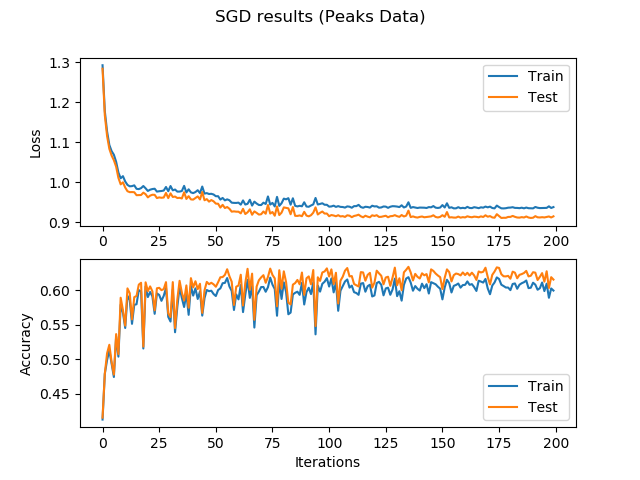 SGD results (Peaks Data)
Loss
1.3
1.2
1.1
1.0
0.9
0 25 50 75 100 125 150 175 200
Train
Test
Accuracy
0.60
0.55
0.50
0.45
Train
Test
0 25 50 75 100 125 150 175 200
Iterations